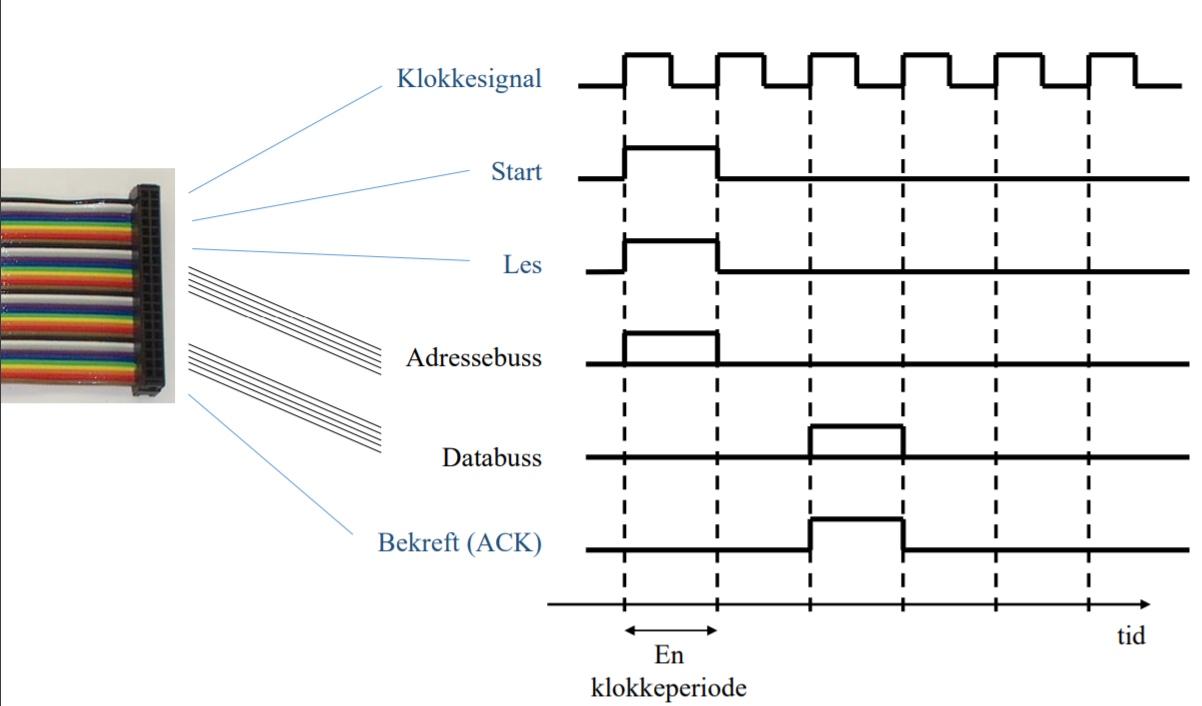 Klokkesignal
Start
Les
Adressebuss
Databuss
Bekreft (ACK)
tid
En
klokkeperiode